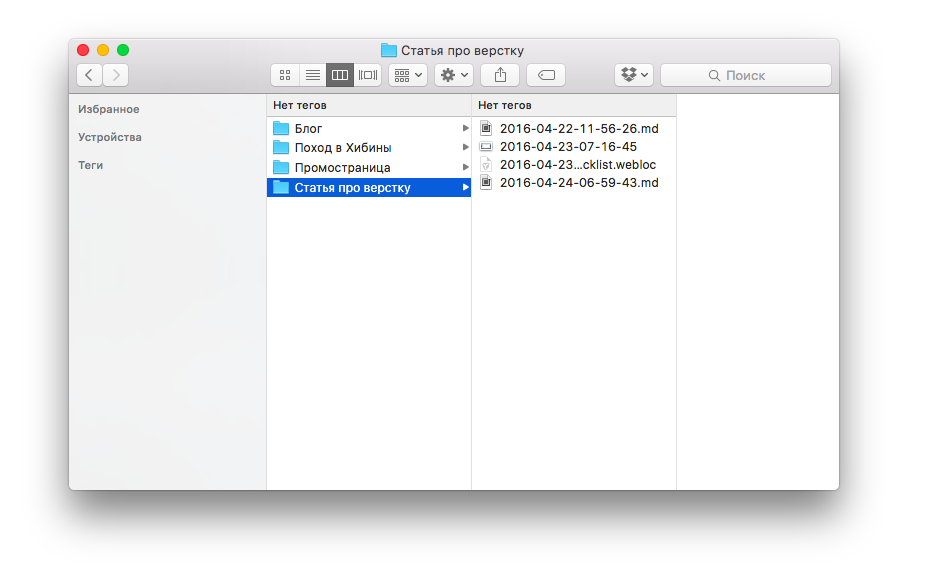 Статья про верстку
Поиск
Избранное
Устройства
Теги
Нет тегов
Блог
Поход в Хибины
Промостраница
Статья про верстку
Нет тегов
2016-04-22-11-56-26.md
2016-04-23-07-16-45
2016-04-23...cklist.webloc
2016-04-24-06-59-43.md